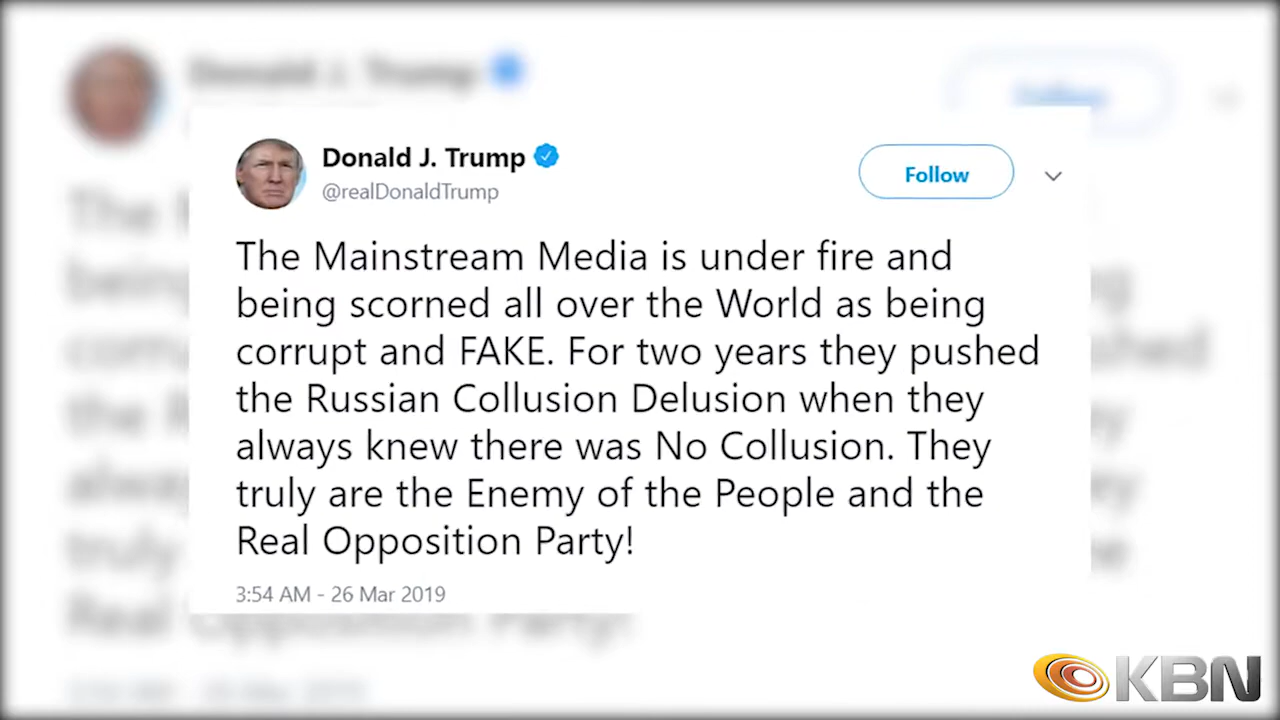 Donald J. Trump
@realDonaldTrump
Follow
The Mainstream Media is under fire and
being scorned all over the World as being
corrupt and FAKE. For two years they pushed
the Russian Collusion Delusion when they
always knew there was No Collusion. They
truly are the Enemy of the People and the
Real Opposition Party!
3:54 AM - 26 Mar 2019
KBN